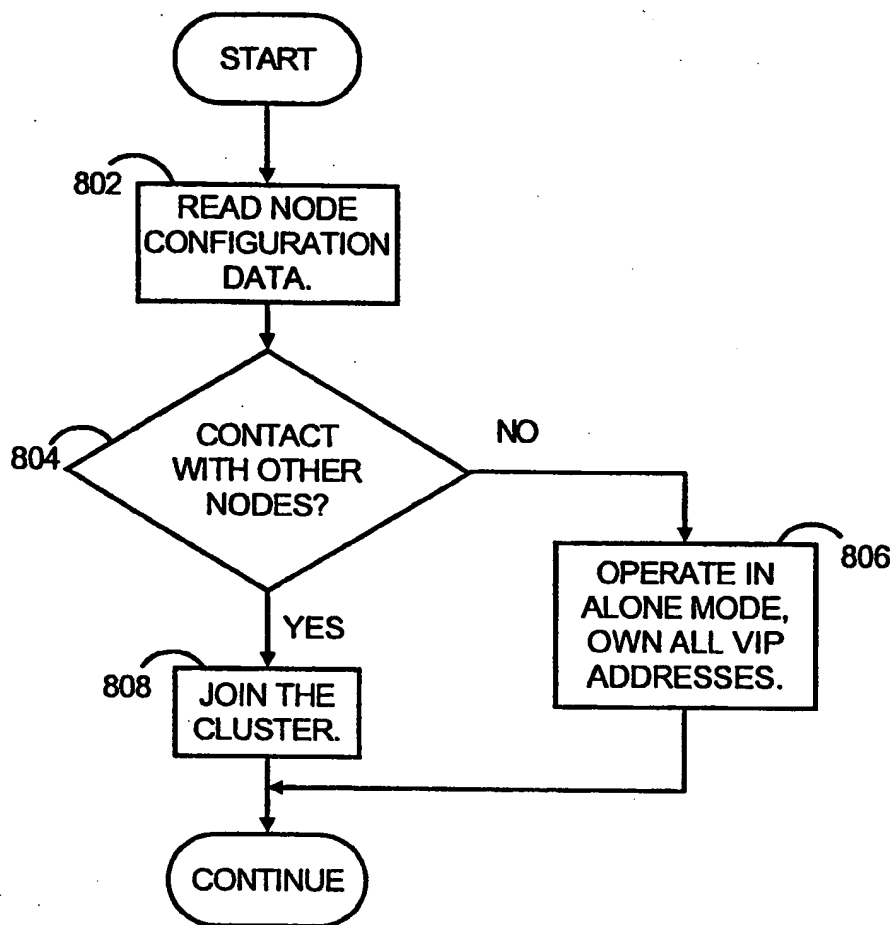 START
802
READ NODE
CONFIGURATION
DATA.
804
CONTACT
WITH OTHER
NODES?
NO
806
OPERATE IN
ALONE MODE,
OWN ALL VIP
ADDRESSES.
YES
808
JOIN THE
CLUSTER.
CONTINUE